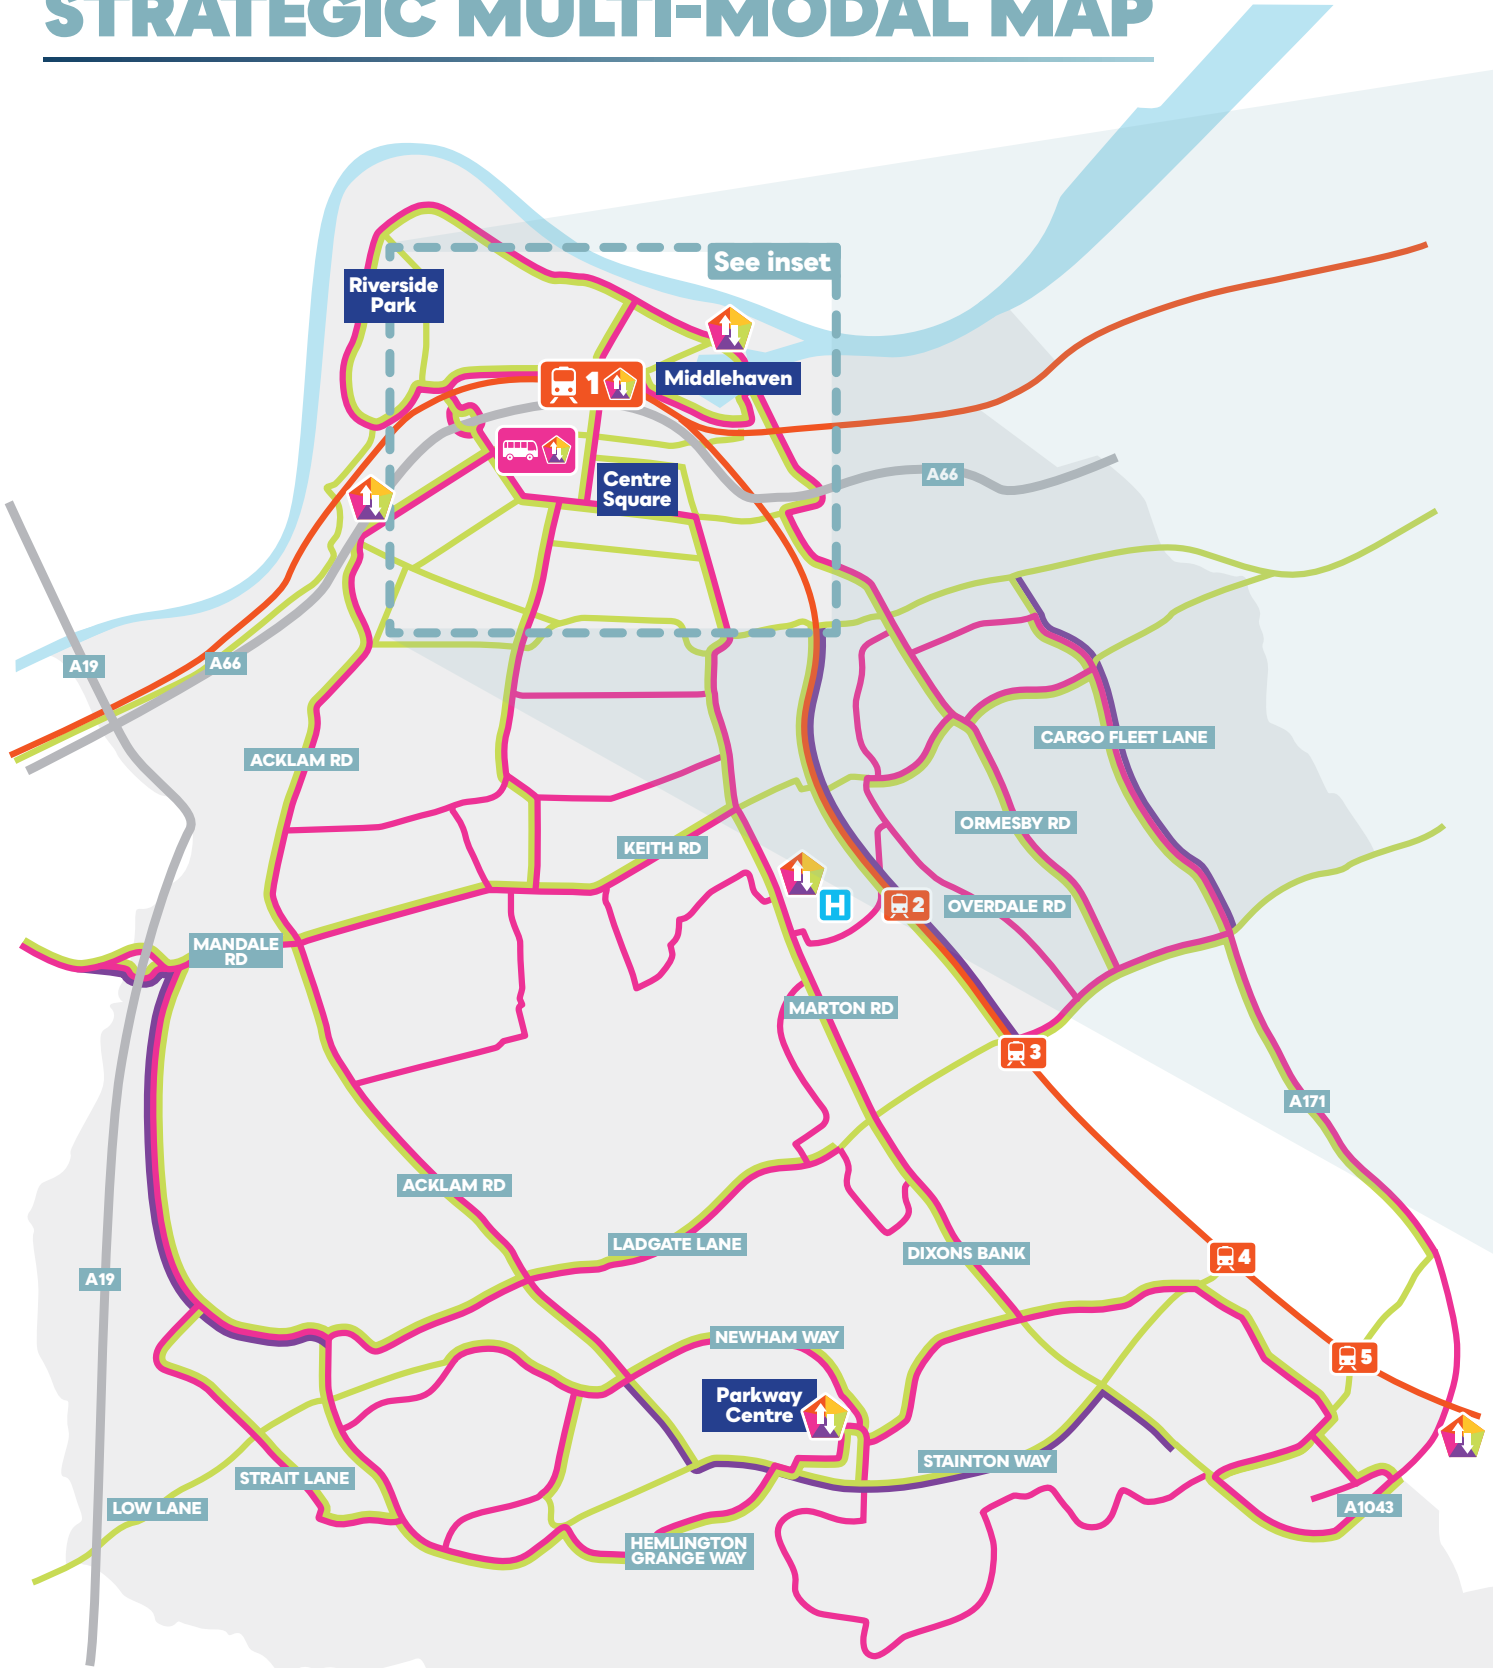 STRATEGIC MULTI-MODAL MAP
See inset
Riverside
Park
1
Middlehaven
Centre
Square
A66
A19
A66
CARGO FLEET LANE
ACKLAM RD
ORMESBY RD
KEITH RD
H
2
OVERDALE RD
MANDALE
RD
MARTON RD
3
A171
ACKLAM RD
LADGATE LANE
DIXONS BANK
4
A19
NEWHAM WAY
5
Parkway
Centre
STAINTON WAY
STRAIT LANE
LOW LANE
A1043
HEMLINGTON
GRANGE WAY